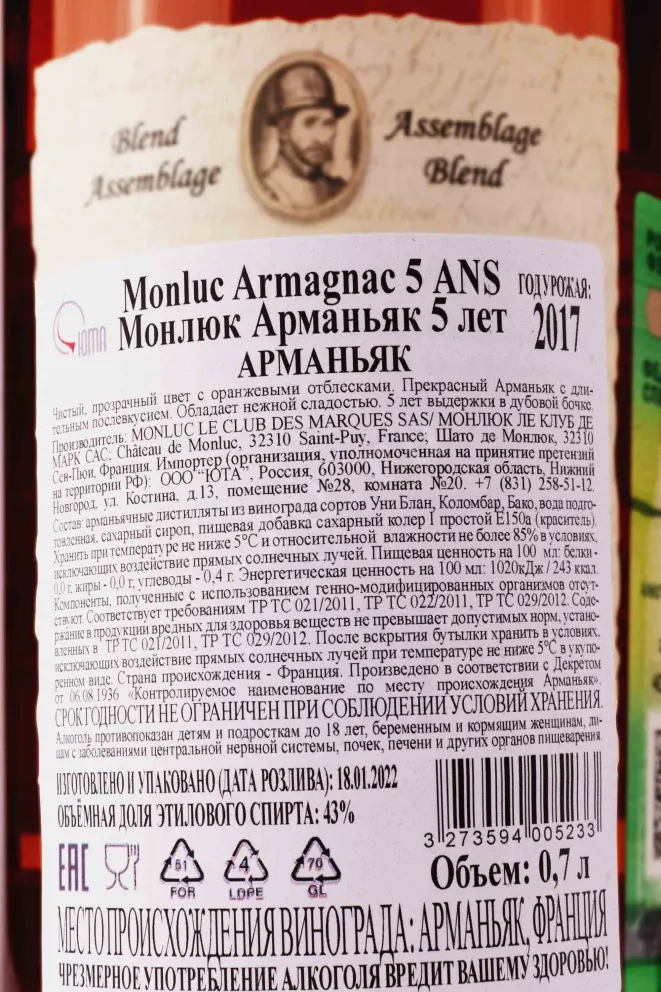 Blend
Assemblage
Assemblage
Blend
Monluc Armagnac 5 ANS
Монлюк Арманьяк 5 лет
АРМАНЬЯК
ГОД УРОЖАЯ:
2017
ЮТА
Чистый, прозрачный цвет с оранжевыми отблесками. Прекрасный Арманьяк с дли-
тельным послевкусием. Обладает нежной сладостью. 5 лет выдержки в дубовой бочке.
Производитель: MONLUC LE CLUB DES MARQUES SAS/ МОНЛЮК ЛЕ КЛУБ ДЕ
МАРК САС; Château de Monluc, 32310 Saint-Puy, France; Шато де Монлюк, 32310
Сен-Пюи, Франция. Импортер (организация, уполномоченная на принятие претензий
на территории РФ): ООО “ЮТА”, Россия, 603000, Нижегородская область, Нижний
Новгород, ул. Костина, д.13, помещение №28, комната №20. +7 (831) 258-51-12.
Состав: арманьячные дистилляты из винограда сортов Уни Блан, Коломбар, Бако, вода подго-
товленная, сахарный сироп, пищевая добавка сахарный колер I простой Е150а (краситель).
Хранить при температуре не ниже 5°С и относительной влажности не более 85% в условиях,
исключающих воздействие прямых солнечных лучей. Пищевая ценность на 100 мл: белки -
0,0 г, жиры - 0,0 г, углеводы - 0,4 г. Энергетическая ценность на 100 мл: 1020кДж / 243 ккал.
Компоненты, полученные с использованием генно-модифицированных организмов отсут-
ствуют. Соответствует требованиям ТР ТС 021/2011, ТР ТС 022/2011, ТР ТС 029/2012. Соде-
ржание в продукции вредных для здоровья веществ не превышает допустимых норм, устано-
вленных в ТР ТС 021/2011, ТР ТС 029/2012. После вскрытия бутылки хранить в условиях,
исключающих воздействие прямых солнечных лучей при температуре не ниже 5°С в укупо-
ренном виде. Страна происхождения - Франция. Произведено в соответствии с Декретом
от 06.08.1936 «Контролируемое наименование по месту происхождения Арманьяк».
СРОК ГОДНОСТИ НЕ ОГРАНИЧЕН ПРИ СОБЛЮДЕНИИ УСЛОВИЙ ХРАНЕНИЯ.
Алкоголь противопоказан детям и подросткам до 18 лет, беременным и кормящим женщинам, ли-
цам с заболеваниями центральной нервной системы, почек, печени и других органов пищеварения.
ИЗГОТОВЛЕНО И УПАКОВАНО (ДАТА РОЗЛИВА): 18.01.2022
ОБЪЁМНАЯ ДОЛЯ ЭТИЛОВОГО СПИРТА: 43%
3 273594 005233
EAC
51
FOR
4
LDPE
70
GL
Объем: 0,7 л
МЕСТО ПРОИСХОЖДЕНИЯ ВИНОГРАДА: АРМАНЬЯК, ФРАНЦИЯ
ЧРЕЗМЕРНОЕ УПОТРЕБЛЕНИЕ АЛКОГОЛЯ ВРЕДИТ ВАШЕМУ ЗДОРОВЬЮ!